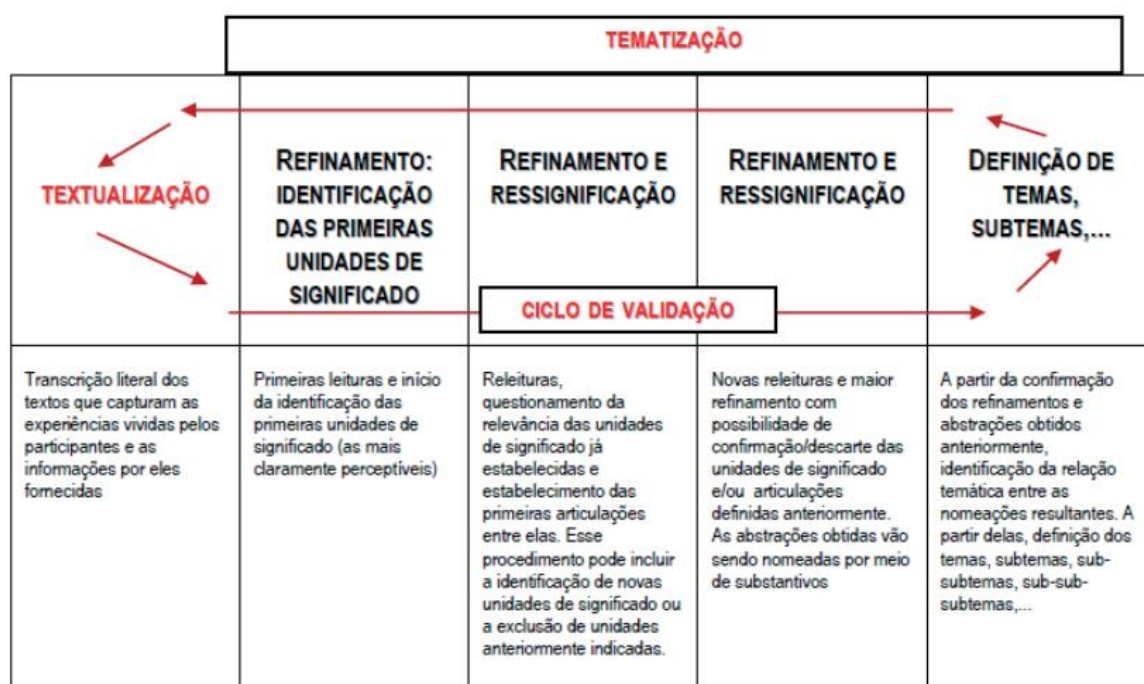 TEMATIZAÇÃO
TEXTUALIZAÇÃO
REFINAMENTO:
IDENTIFICAÇÃO
DAS PRIMEIRAS
UNIDADES DE
SIGNIFICADO
REFINAMENTO E
RESSIGNIFICAÇÃO
REFINAMENTO E
RESSIGNIFICAÇÃO
DEFINIÇÃO DE
TEMAS,
SUBTEMAS,...
CICLO DE VALIDAÇÃO
Transcrição literal dos
textos que capturam as
experiências vividas pelos
participantes e as
informações por eles
fornecidas
Primeiras leituras e início
da identificação das
primeiras unidades de
significado (as mais
claramente perceptíveis)
Releituras,
questionamento da
relevância das unidades
de significado já
estabelecidas e
estabelecimento das
primeiras articulações
entre elas. Esse
procedimento pode incluir
a identificação de novas
unidades de significado ou
a exclusão de unidades
anteriormente indicadas.
Novas releituras e maior
refinamento com
possibilidade de
confirmação/descarte das
unidades de significado
e/ou articulações
definidas anteriormente.
As abstrações obtidas vão
sendo nomeadas por meio
de substantivos
A partir da confirmação
dos refinamentos e
abstrações obtidos
anteriormente,
identificação da relação
temática entre as
nomeações resultantes. A
partir delas, definição dos
temas, subtemas, sub-
subtemas, sub-sub-
subtemas,...